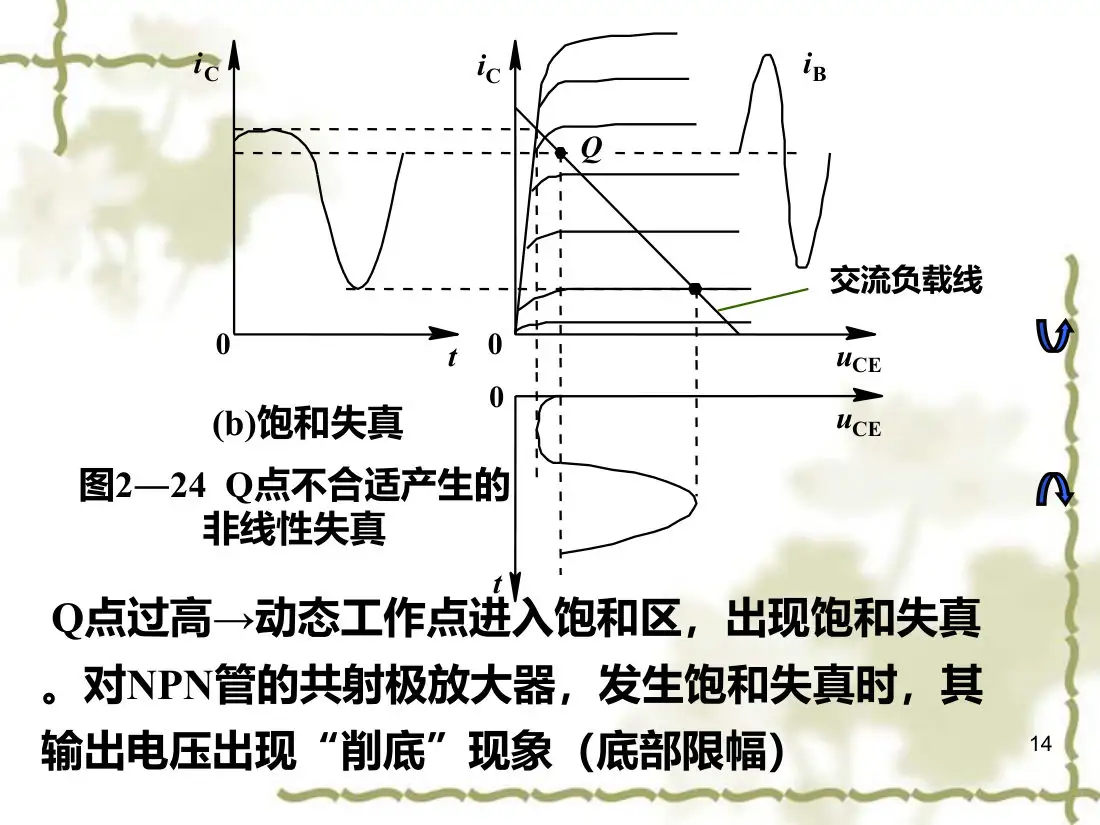 iC
iC
iB
Q
交流负载线
0
t
0
uCE
0
uCE
(b)饱和失真
图2—24 Q点不合适产生的
非线性失真
t
Q点过高→动态工作点进入饱和区，出现饱和失真
。对NPN管的共射极放大器，发生饱和失真时，其
输出电压出现“削底”现象（底部限幅）
14